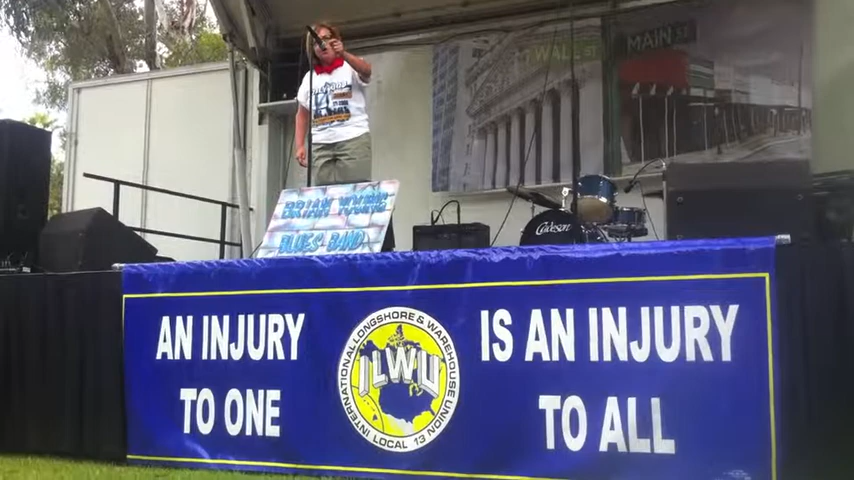 WALL ST
MAIN ST
BRIAN YOUNG
BLUES BAND
AN INJURY
TO ONE
INTERNATIONAL LONGSHORE & WAREHOUSE UNION
ILWU
LOCAL 13
IS AN INJURY
TO ALL